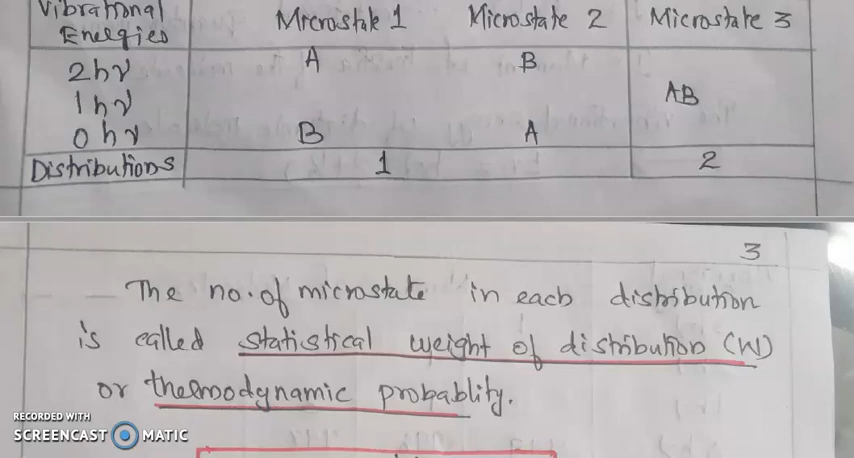 Vibrational Microstate 1 Microstate 2 Microstate 3
Energies
2hν A B
1hν AB
0hν B A
Distributions 1 2
3
The no. of microstate in each distribution
is called statistical weight of distribution (W)
or thermodynamic probablity.
RECORDED WITH
SCREENCAST MATIC